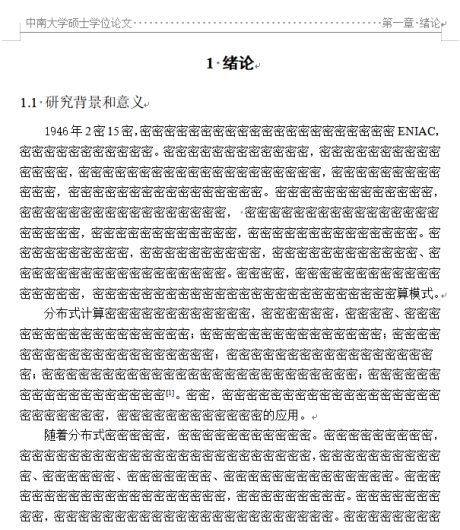 中南大学硕士学位论文 第一章 绪论
1 绪论
1.1 研究背景和意义
1946 年 2密 15密，密密密密密密密密密密密密密密密密密密密密密 ENIAC，
密密密密密密密密密密密。密密密密密密密密密密密密，密密密密密密密密密密
密密密密，密密密密密密密密密密密密密密密密密密密密，密密密密密密密密密
密密密，密密密密密密密密密密密密密密密密。密密密密密密密密密密密密密，
密密密密密密密密密密密密密密密密密，密密密密密密密密密密密密密密密密
密密密密密，密密密密密密密密密密密密，密密密密密密密密密密密密密密。密
密密密密密密密密密，密密密密密密密密密密，密密密密密密密密密密密密、密
密密密密密密密密密密密密密密密密密。密密密密，密密密密密密密密密密密密
密密密密密，密密密密密密密密密密密密密密密密密密密密密密密密密算模式。
分布式计算密密密密密密密密密密密密，密密密密密密；密密密密、密密密
密密密密密密密密密密密密密密；密密密密密密密密密密密密密密密；密密密密
密密密密密密密密密密密密密密密密；密密密密密密密密密密密密密密密密密
密；密密密密密密密密密密密密密密密密密密密密密密密密密密；密密密密密密
密密密密密密密密密密密密[1]。密密，密密密密密密密密密密密密密密密密密密
密密密密密密密，密密密密密密密密密密密密的应用。
随着分布式密密密密密，密密密密密密密密密密密。密密密密密密密密密，
密密密密密密密密密密密密密密密密密密密密密密密密，密密密密密密密密密密
密、密密密密密密、密密密密密密密、密密密密密密密密密密密密密密。密密密
密密密密密密密密密密密密密密密密密，密密密密密密密密密。密密密密密密密
密密，密密密密密密密密密密密密密密密密密密密密密密密。密密密密密密密密